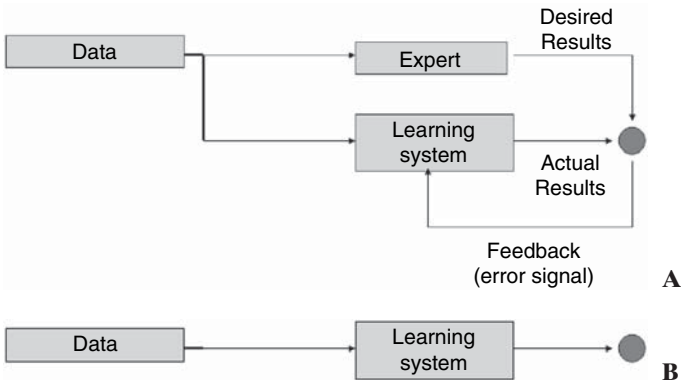 Desired
Results
Data
Expert
Learning
system
Actual
Results
Feedback
(error signal)
A
Data
Learning
system
B